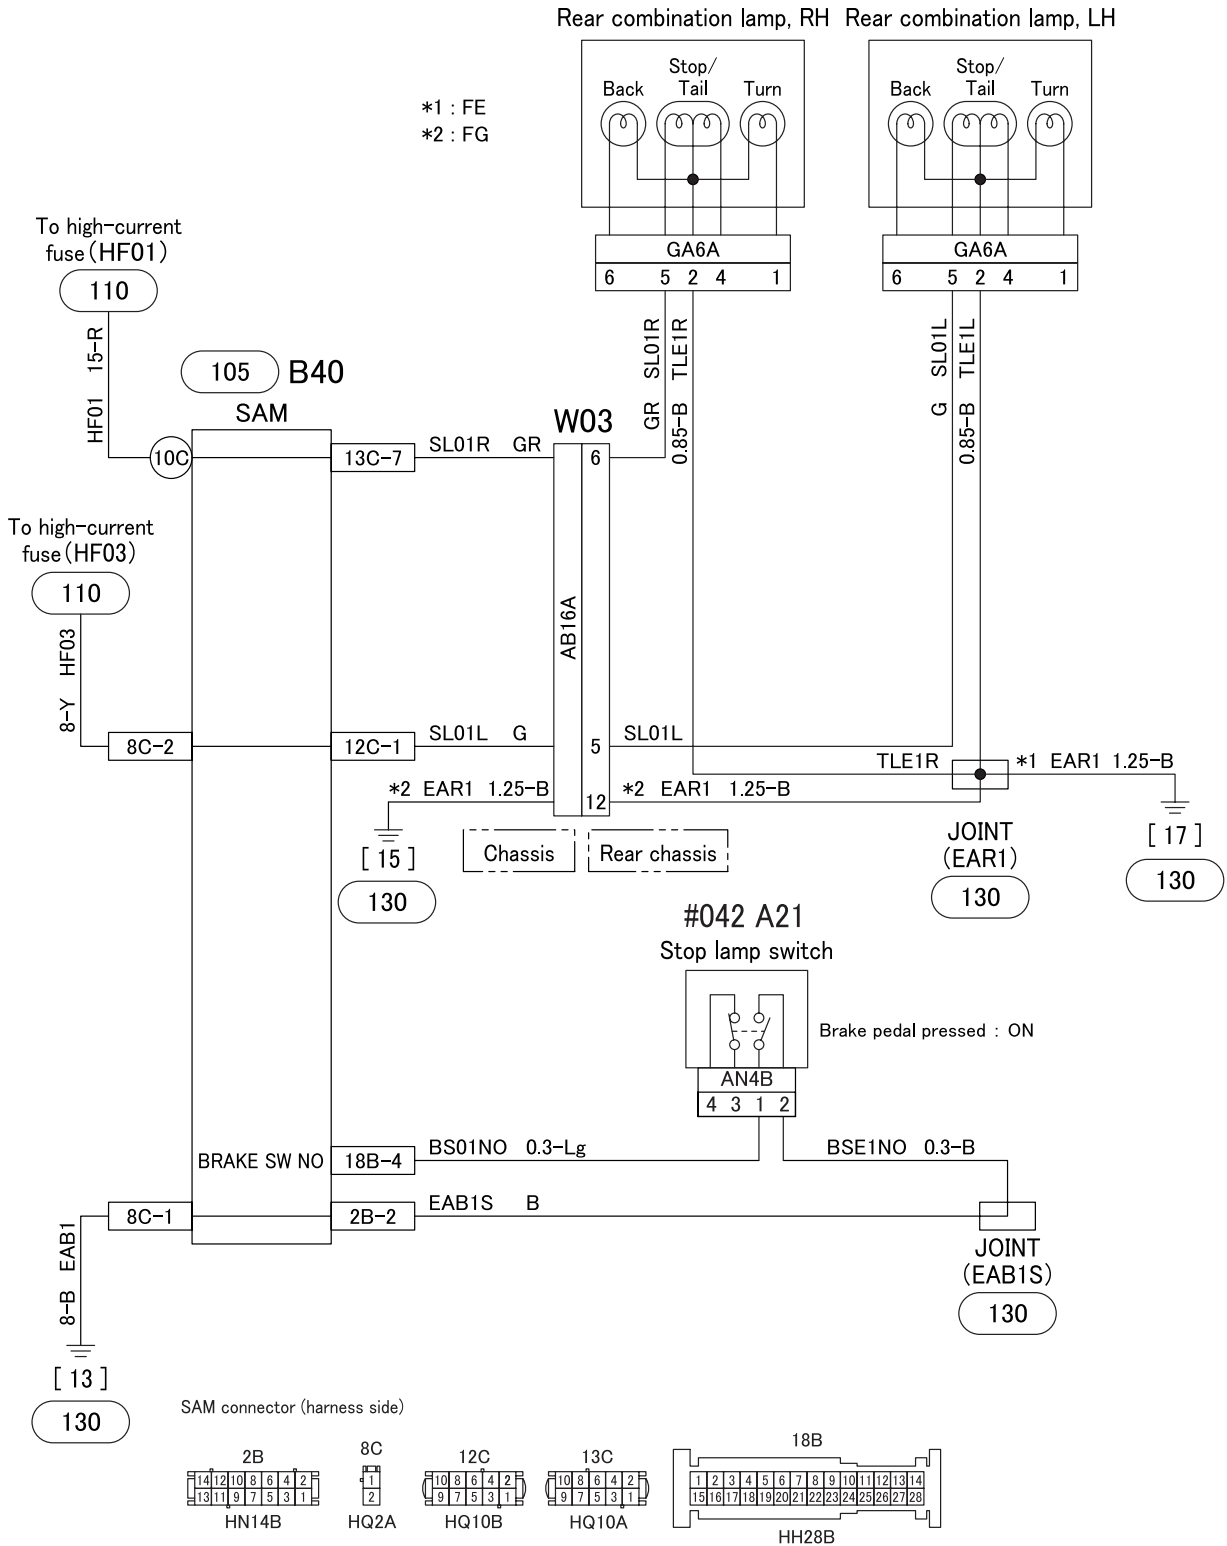 Rear combination lamp, RH Rear combination lamp, LH
Stop/
Tail
Back
Turn
Stop/
Tail
Back
Turn
*1 : FE
*2 : FG
GA6A
6 5 2 4 1
GA6A
6 5 2 4 1
To high-current
fuse (HF01)
110
HF01 15-R
105 B40
SAM
10C
13C-7
SL01R GR
W03
6
GR SL01R
0.85-B TLE1R
G SL01L
0.85-B TLE1L
To high-current
fuse (HF03)
110
8-Y HF03
AB16A
8C-2
12C-1
SL01L G
5
SL01L
TLE1R
*1 EAR1 1.25-B
*2 EAR1 1.25-B
12
*2 EAR1 1.25-B
[ 15 ]
130
Chassis
Rear chassis
JOINT
(EAR1)
130
[ 17 ]
130
#042 A21
Stop lamp switch
Brake pedal pressed : ON
AN4B
4 3 1 2
BRAKE SW NO
18B-4
BS01NO 0.3-Lg
BSE1NO 0.3-B
8C-1
2B-2
EAB1S B
8-B EAB1
JOINT
(EAB1S)
130
[ 13 ]
130
SAM connector (harness side)
2B
14 12 10 8 6 4 2
13 11 9 7 5 3 1
HN14B
8C
1
2
HQ2A
12C
10 8 6 4 2
9 7 5 3 1
HQ10B
13C
10 8 6 4 2
9 7 5 3 1
HQ10A
18B
1 2 3 4 5 6 7 8 9 10 11 12 13 14
15 16 17 18 19 20 21 22 23 24 25 26 27 28
HH28B